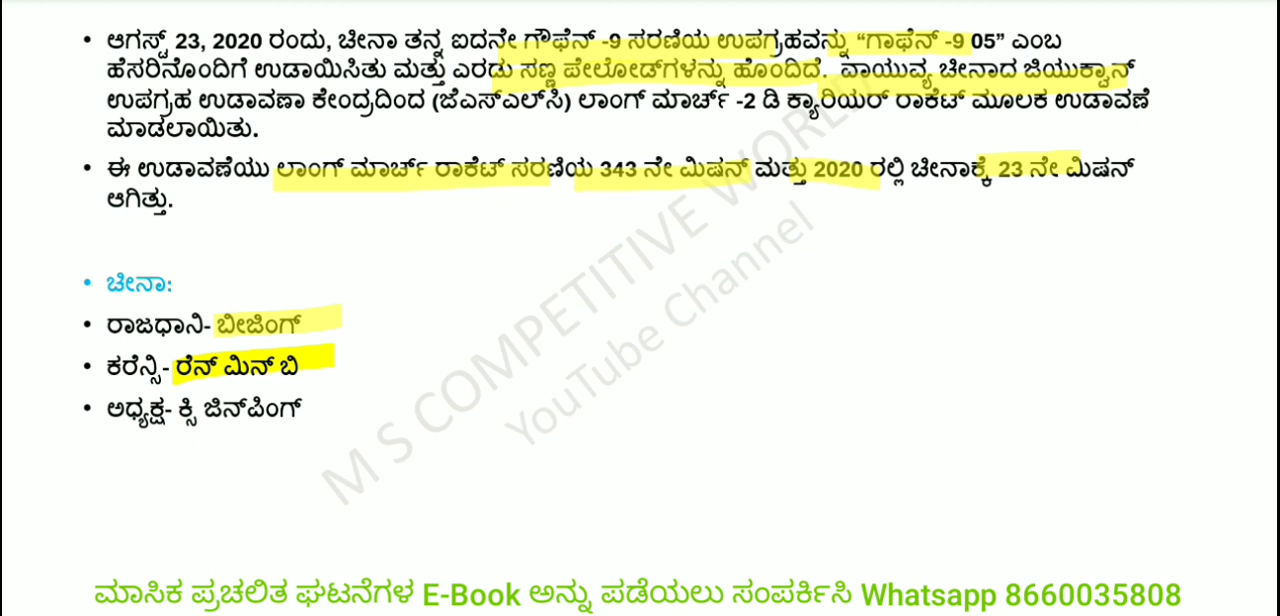 • ಆಗಸ್ಟ್ 23, 2020 ರಂದು, ಚೀನಾ ತನ್ನ ಐದನೇ ಗೌಫೆನ್ -9 ಸರಣಿಯ ಉಪಗ್ರಹವನ್ನು “ಗಾಫೆನ್ -9 05” ಎಂಬ
ಹೆಸರಿನೊಂದಿಗೆ ಉಡಾಯಿಸಿತು ಮತ್ತು ಎರಡು ಸಣ್ಣ ಪೇಲೋಡ್‌ಗಳನ್ನು ಹೊಂದಿದೆ. ವಾಯುವ್ಯ ಚೀನಾದ ಜಿಯುಕ್ವಾನ್
ಉಪಗ್ರಹ ಉಡಾವಣಾ ಕೇಂದ್ರದಿಂದ (ಜೆಎಸ್‌ಎಲ್‌ಸಿ) ಲಾಂಗ್ ಮಾರ್ಚ್ -2 ಡಿ ಕ್ಯಾರಿಯರ್ ರಾಕೆಟ್ ಮೂಲಕ ಉಡಾವಣೆ
ಮಾಡಲಾಯಿತು.
• ಈ ಉಡಾವಣೆಯು ಲಾಂಗ್ ಮಾರ್ಚ್ ರಾಕೆಟ್ ಸರಣಿಯ 343 ನೇ ಮಿಷನ್ ಮತ್ತು 2020 ರಲ್ಲಿ ಚೀನಾಕ್ಕೆ 23 ನೇ ಮಿಷನ್
ಆಗಿತ್ತು.
• ಚೀನಾ:
• ರಾಜಧಾನಿ- ಬೀಜಿಂಗ್
• ಕರೆನ್ಸಿ- ರೆನ್ ಮಿನ್ ಬಿ
• ಅಧ್ಯಕ್ಷ- ಕ್ಸಿ ಜಿನ್‌ಪಿಂಗ್
M S COMPETITIVE WORLD
YouTube Channel
ಮಾಸಿಕ ಪ್ರಚಲಿತ ಘಟನೆಗಳ E-Book ಅನ್ನು ಪಡೆಯಲು ಸಂಪರ್ಕಿಸಿ Whatsapp 8660035808